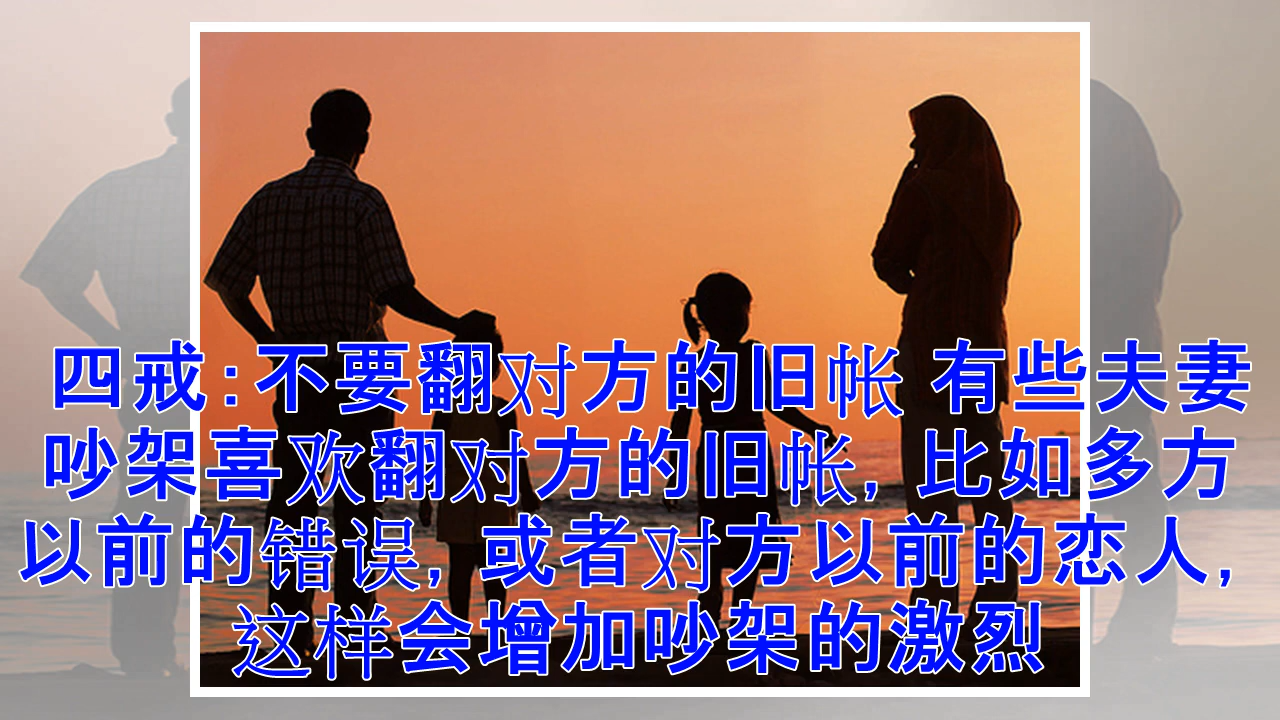 四戒:不要翻对方的旧帐 有些夫妻
吵架喜欢翻对方的旧帐, 比如多方
以前的错误, 或者对方以前的恋人,
这样会增加吵架的激烈